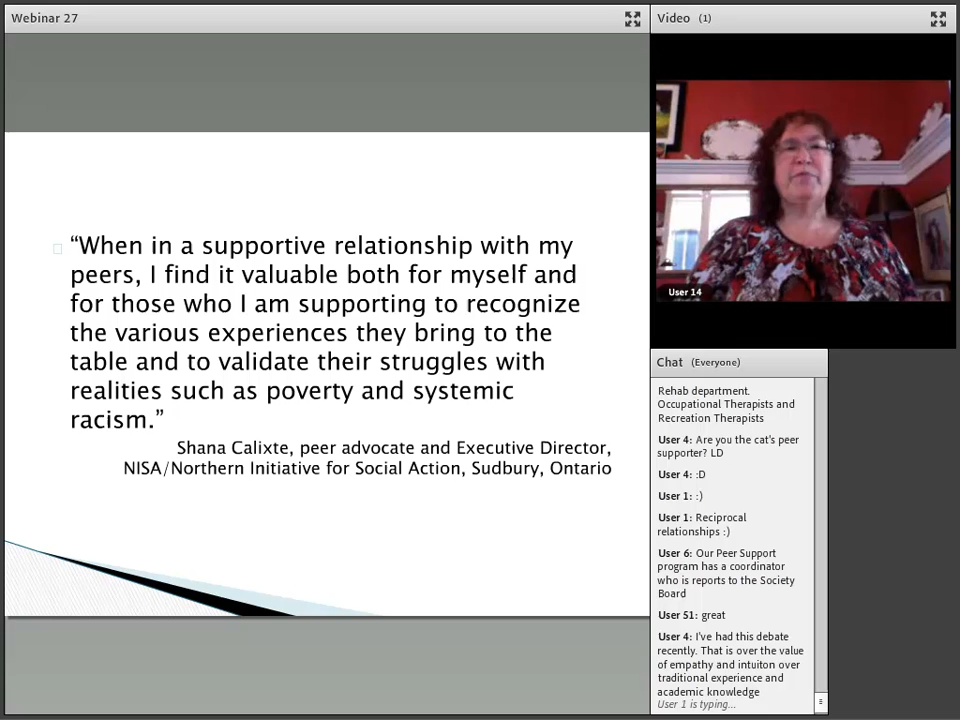 Webinar 27
“When in a supportive relationship with my
peers, I find it valuable both for myself and
for those who I am supporting to recognize
the various experiences they bring to the
table and to validate their struggles with
realities such as poverty and systemic
racism.”
Shana Calixte, peer advocate and Executive Director,
NISA/Northern Initiative for Social Action, Sudbury, Ontario
Video (1)
User 14
Chat (Everyone)
Rehab department.
Occupational Therapists and
Recreation Therapists
User 4: Are you the cat's peer
supporter? LD
User 4: :D
User 1: :)
User 1: Reciprocal
relationships :)
User 6: Our Peer Support
program has a coordinator
who is reports to the Society
Board
User 51: great
User 4: I've had this debate
recently. That is over the value
of empathy and intuiton over
traditional experience and
academic knowledge
User 1 is typing...